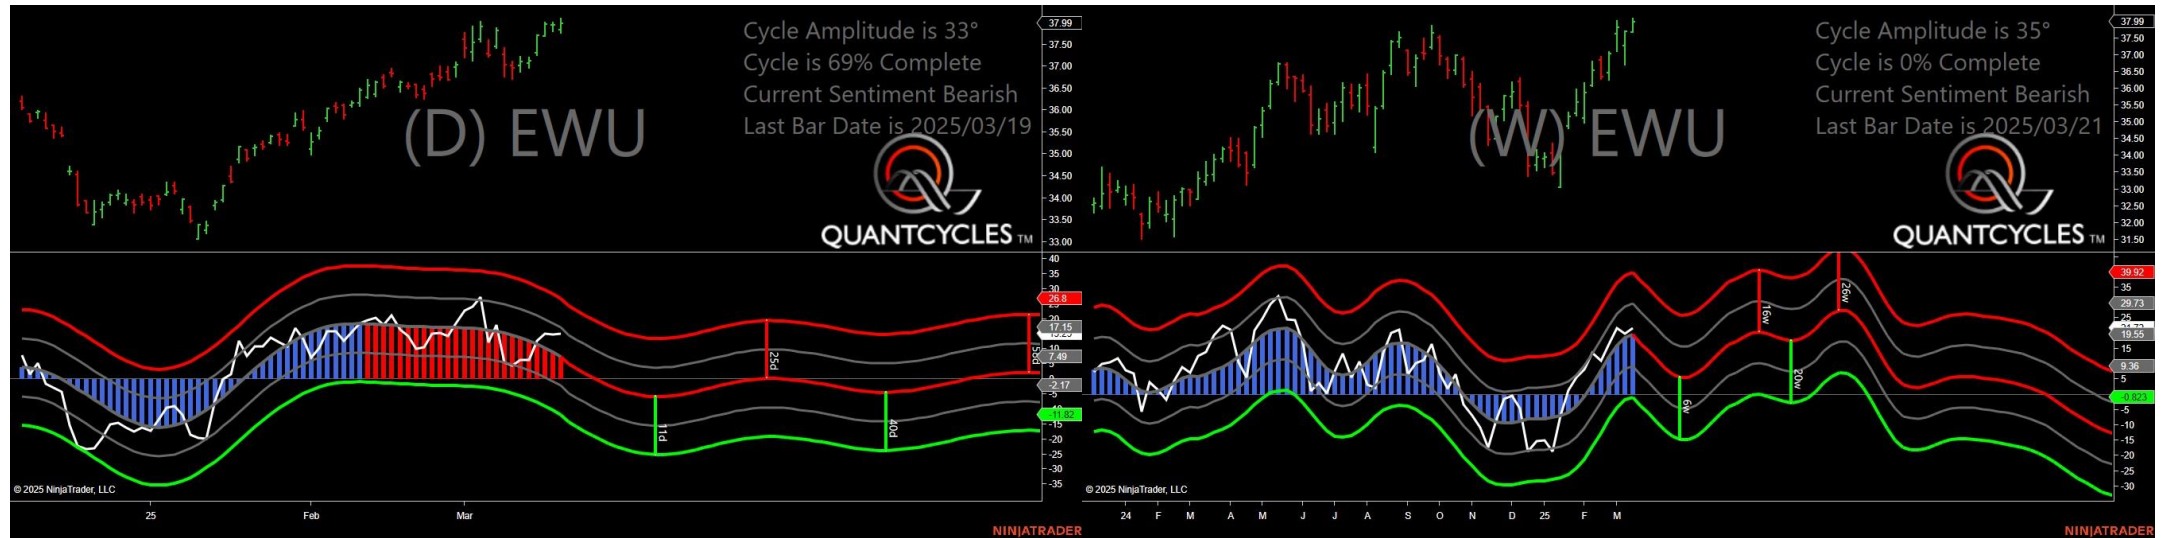 Cycle Amplitude is 33°
Cycle is 69% Complete
Current Sentiment Bearish
Last Bar Date is 2025/03/19
(D) EWU
QUANTCYCLES TM
37.99
37.50
37.00
36.50
36.00
35.50
35.00
34.50
34.00
33.50
33.00
40
30
26.8
17.15
10
7.49
-2.17
-5
-11.82
-15
-20
-25
-30
-35
11d
25d
40d
© 2025 NinjaTrader, LLC
25
Feb
Mar
NINJATRADER
Cycle Amplitude is 35°
Cycle is 0% Complete
Current Sentiment Bearish
Last Bar Date is 2025/03/21
(W) EWU
QUANTCYCLES TM
37.99
37.50
37.00
36.50
36.00
35.50
35.00
34.50
34.00
33.50
33.00
32.50
32.00
31.50
39.92
35
29.73
25
19.55
15
9.36
5
-0.823
-5
-10
-15
-20
-25
-30
6w
16w
20w
26w
© 2025 NinjaTrader, LLC
24
F
M
A
M
J
J
A
S
O
N
D
25
F
M
NINJATRADER